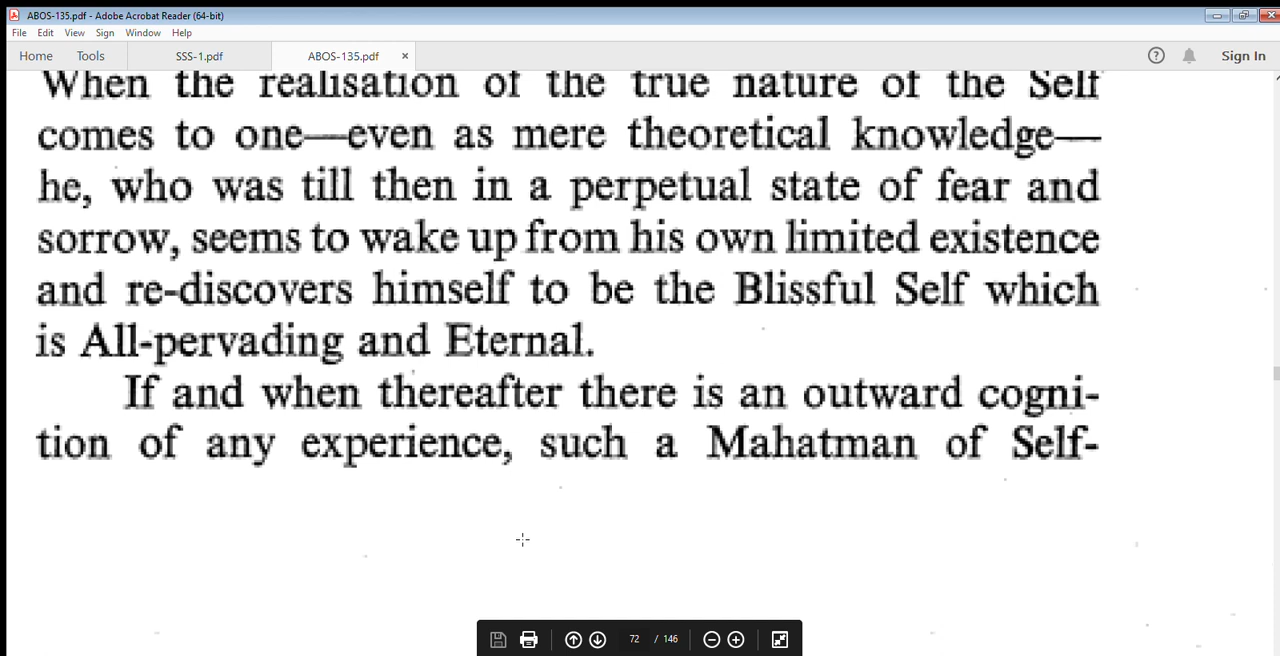 ABOS-135.pdf - Adobe Acrobat Reader (64-bit)
File Edit View Sign Window Help
Home Tools SSS-1.pdf ABOS-135.pdf × ? Sign In
When the realisation of the true nature of the Self
comes to one—even as mere theoretical knowledge—
he, who was till then in a perpetual state of fear and
sorrow, seems to wake up from his own limited existence
and re-discovers himself to be the Blissful Self which
is All-pervading and Eternal.
If and when thereafter there is an outward cogni-
tion of any experience, such a Mahatman of Self-
72 / 146